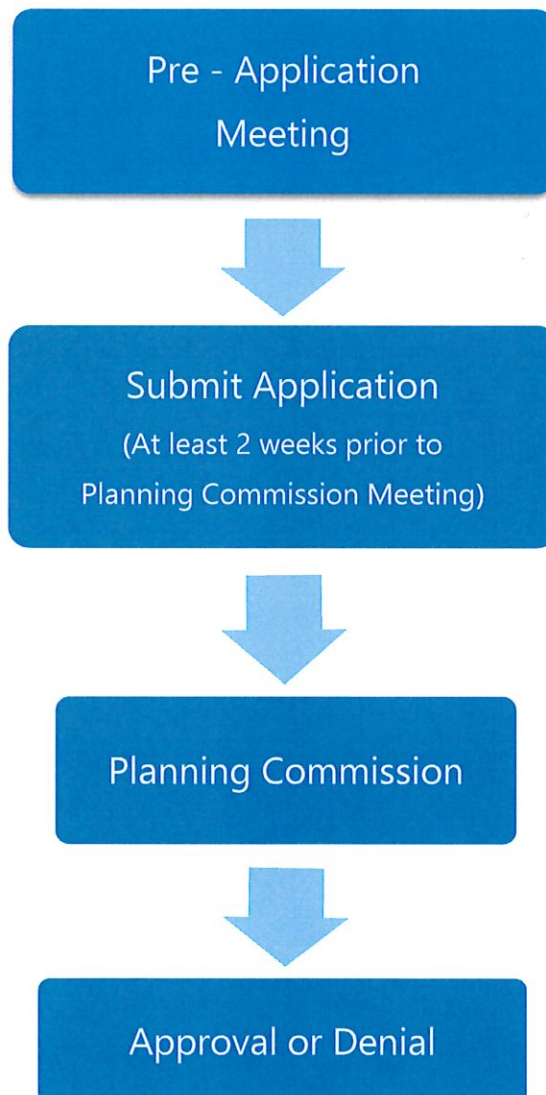 Pre - Application
Meeting
Submit Application
(At least 2 weeks prior to
Planning Commission Meeting)
Planning Commission
Approval or Denial